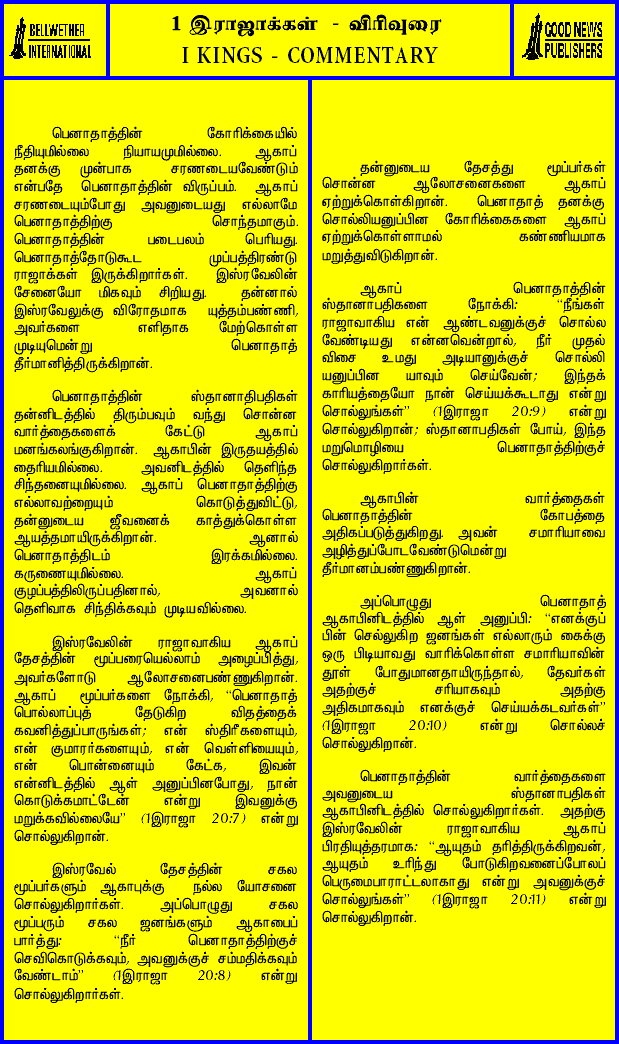 BELLWETHER
INTERNATIONAL
1 இராஜாக்கள் - விரிவுரை
I KINGS - COMMENTARY
GOOD NEWS
PUBLISHERS
பெனாதாத்தின் கோரிக்கையில்
நீதியுமில்லை நியாயமுமில்லை. ஆகாப்
தனக்கு முன்பாக சரணடையவேண்டும்
என்பதே பெனாதாத்தின் விருப்பம். ஆகாப்
சரணடையும்போது அவனுடையது எல்லாமே
பெனாதாத்திற்கு சொந்தமாகும்.
பெனாதாத்தின் படைபலம் பெரியது.
பெனாதாத்தோடுகூட முப்பத்திரண்டு
ராஜாக்கள் இருக்கிறார்கள். இஸ்ரவேலின்
சேனையோ மிகவும் சிறியது. தன்னால்
இஸ்ரவேலுக்கு விரோதமாக யுத்தம்பண்ணி,
அவர்களை எளிதாக மேற்கொள்ள
முடியுமென்று பெனாதாத்
தீர்மானித்திருக்கிறான்.
பெனாதாத்தின் ஸ்தானாதிபதிகள்
தன்னிடத்தில் திரும்பவும் வந்து சொன்ன
வார்த்தைகளைக் கேட்டு ஆகாப்
மனங்கலங்குகிறான். ஆகாபின் இருதயத்தில்
தைரியமில்லை. அவனிடத்தில் தெளிந்த
சிந்தனையுமில்லை. ஆகாப் பெனாதாத்திற்கு
எல்லாவற்றையும் கொடுத்துவிட்டு,
தன்னுடைய ஜீவனைக் காத்துக்கொள்ள
ஆயத்தமாயிருக்கிறான். ஆனால்
பெனாதாத்திடம் இரக்கமில்லை.
கருணையுமில்லை. ஆகாப்
குழப்பத்திலிருப்பதினால், அவனால்
தெளிவாக சிந்திக்கவும் முடியவில்லை.
இஸ்ரவேலின் ராஜாவாகிய ஆகாப்
தேசத்தின் மூப்பரையெல்லாம் அழைப்பித்து,
அவர்களோடு ஆலோசனைபண்ணுகிறான்.
ஆகாப் மூப்பர்களை நோக்கி, “பெனாதாத்
பொல்லாப்புத் தேடுகிற விதத்தைக்
கவனித்துப்பாருங்கள்; என் ஸ்திரீகளையும்,
என் குமாரர்களையும், என் வெள்ளியையும்,
என் பொன்னையும் கேட்க, இவன்
என்னிடத்தில் ஆள் அனுப்பினபோது, நான்
கொடுக்கமாட்டேன் என்று இவனுக்கு
மறுக்கவில்லையே” (1இராஜா 20:7) என்று
சொல்லுகிறான்.
இஸ்ரவேல் தேசத்தின் சகல
மூப்பர்களும் ஆகாபுக்கு நல்ல யோசனை
சொல்லுகிறார்கள். அப்பொழுது சகல
மூப்பரும் சகல ஜனங்களும் ஆகாபைப்
பார்த்து: “நீர் பெனாதாத்திற்குச்
செவிகொடுக்கவும், அவனுக்குச் சம்மதிக்கவும்
வேண்டாம்” (1இராஜா 20:8) என்று
சொல்லுகிறார்கள்.
தன்னுடைய தேசத்து மூப்பர்கள்
சொன்ன ஆலோசனைகளை ஆகாப்
ஏற்றுக்கொள்கிறான். பெனாதாத் தனக்கு
சொல்லியனுப்பின கோரிக்கைகளை ஆகாப்
ஏற்றுக்கொள்ளாமல் கண்ணியமாக
மறுத்துவிடுகிறான்.
ஆகாப் பெனாதாத்தின்
ஸ்தானாபதிகளை நோக்கி: “நீங்கள்
ராஜாவாகிய என் ஆண்டவனுக்குச் சொல்ல
வேண்டியது என்னவென்றால், நீர் முதல்
விசை உமது அடியானுக்குச் சொல்லி
யனுப்பின யாவும் செய்வேன்; இந்தக்
காரியத்தையோ நான் செய்யக்கூடாது என்று
சொல்லுங்கள்” (1இராஜா 20:9) என்று
சொல்லுகிறான்; ஸ்தானாபதிகள் போய், இந்த
மறுமொழியை பெனாதாத்திற்குச்
சொல்லுகிறார்கள்.
ஆகாபின் வார்த்தைகள்
பெனாதாத்தின் கோபத்தை
அதிகப்படுத்துகிறது. அவன் சமாரியாவை
அழித்துப்போடவேண்டுமென்று
தீர்மானம்பண்ணுகிறான்.
அப்பொழுது பெனாதாத்
ஆகாபினிடத்தில் ஆள் அனுப்பி: “எனக்குப்
பின் செல்லுகிற ஜனங்கள் எல்லாரும் கைக்கு
ஒரு பிடியாவது வாரிக்கொள்ள சமாரியாவின்
தூள் போதுமானதாயிருந்தால், தேவர்கள்
அதற்குச் சரியாகவும் அதற்கு
அதிகமாகவும் எனக்குச் செய்யக்கடவர்கள்”
(1இராஜா 20:10) என்று சொல்லச்
சொல்லுகிறான்.
பெனாதாத்தின் வார்த்தைகளை
அவனுடைய ஸ்தானாபதிகள்
ஆகாபினிடத்தில் சொல்லுகிறார்கள். அதற்கு
இஸ்ரவேலின் ராஜாவாகிய ஆகாப்
பிரதியுத்தரமாக: “ஆயுதம் தரித்திருக்கிறவன்,
ஆயுதம் உரிந்து போடுகிறவனைப்போலப்
பெருமைபாராட்டலாகாது என்று அவனுக்குச்
சொல்லுங்கள்” (1இராஜா 20:11) என்று
சொல்லுகிறான்.